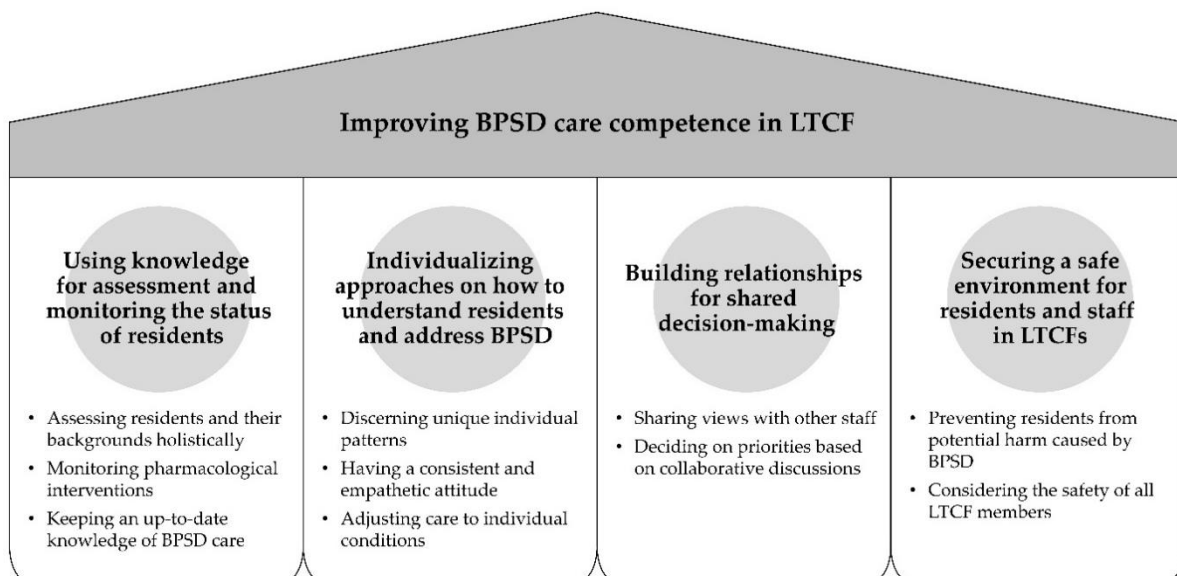 Improving BPSD care competence in LTCF
Using knowledge
for assessment and
monitoring the status
of residents
• Assessing residents and their
backgrounds holistically
• Monitoring pharmacological
interventions
• Keeping an up-to-date
knowledge of BPSD care
Individualizing
approaches on how to
understand residents
and address BPSD
• Discerning unique individual
patterns
• Having a consistent and
empathetic attitude
• Adjusting care to individual
conditions
Building relationships
for shared
decision-making
• Sharing views with other staff
• Deciding on priorities based
on collaborative discussions
Securing a safe
environment for
residents and staff
in LTCFs
• Preventing residents from
potential harm caused by
BPSD
• Considering the safety of all
LTCF members